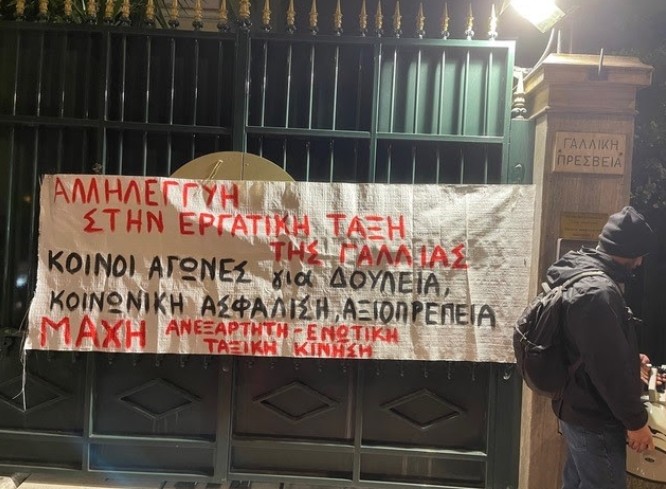 ΑΛΛΗΛΕΓΓΥΗ
ΣΤΗΝ ΕΡΓΑΤΙΚΗ ΤΑΞΗ
ΤΗΣ ΓΑΛΛΙΑΣ
ΚΟΙΝΟΙ ΑΓΩΝΕΣ για ΔΟΥΛΕΙΑ,
ΚΟΙΝΩΝΙΚΗ ΑΣΦΑΛΙΣΗ, ΑΞΙΟΠΡΕΠΕΙΑ
ΜΑΧΗ ΑΝΕΞΑΡΤΗΤΗ-ΕΝΩΤΙΚΗ
ΤΑΞΙΚΗ ΚΙΝΗΣΗ
ΓΑΛΛΙΚΗ
ΠΡΕΣΒΕΙΑ